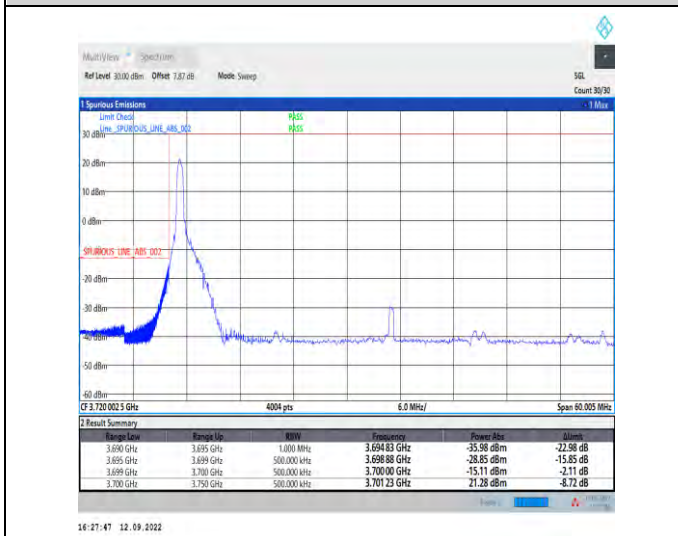 MultiView Spectrum
Ref Level 30.00 dBm Offset 7.87 dB Mode Sweep SGL
Count 30/30
1 Spurious Emissions 1 Max
Limit Check PASS
Line _SPURIOUS_LINE_ABS_002 PASS
30 dBm
20 dBm
10 dBm
0 dBm
_SPURIOUS_LINE_ABS_002
-20 dBm
-30 dBm
-40 dBm
-50 dBm
-60 dBm
CF 3.720 002 5 GHz 4004 pts 6.0 MHz/ Span 60.005 MHz
2 Result Summary
Range Low Range Up RBW Frequency Power Abs ΔLimit
3.690 GHz 3.695 GHz 1.000 MHz 3.694 83 GHz -35.98 dBm -22.98 dB
3.695 GHz 3.699 GHz 500.000 kHz 3.698 88 GHz -28.85 dBm -15.85 dB
3.699 GHz 3.700 GHz 500.000 kHz 3.700 00 GHz -15.11 dBm -2.11 dB
3.700 GHz 3.750 GHz 500.000 kHz 3.701 23 GHz 21.28 dBm -8.72 dB
16:27:47 12.09.2022